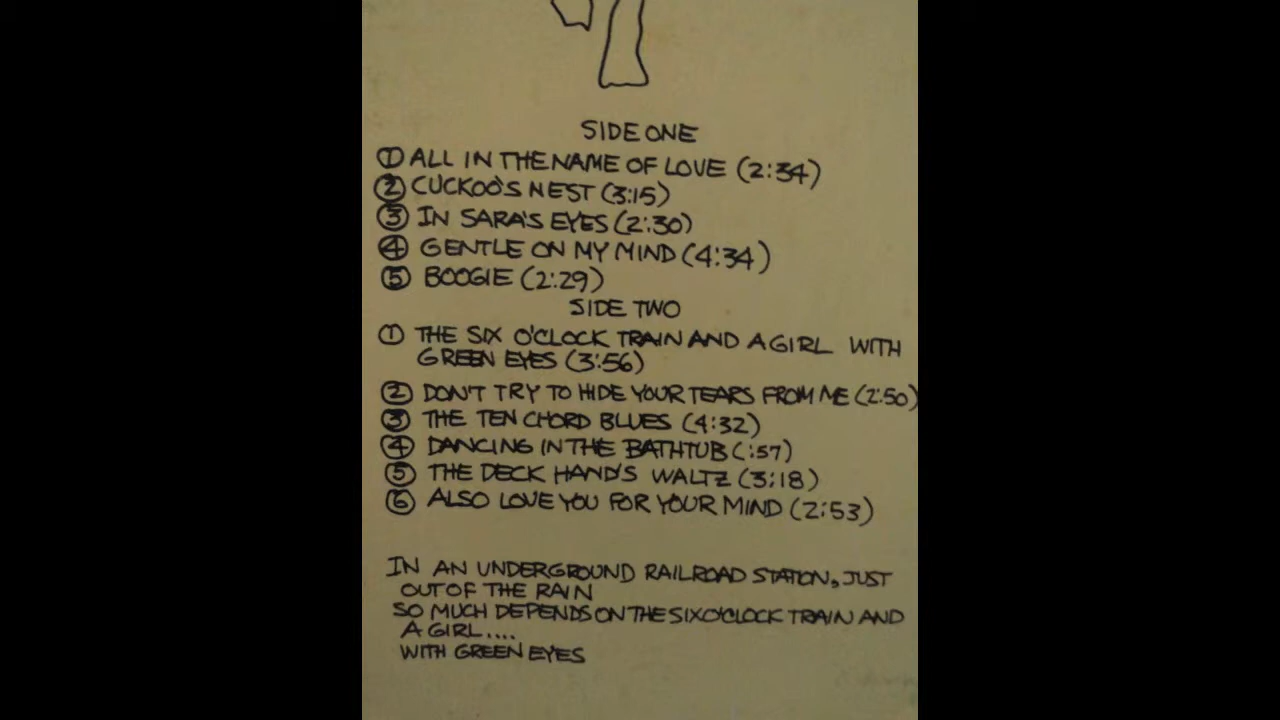 SIDE ONE
① ALL IN THE NAME OF LOVE (2:34)
② CUCKOO'S NEST (3:15)
③ IN SARA'S EYES (2:30)
④ GENTLE ON MY MIND (4:34)
⑤ BOOGIE (2:29)
SIDE TWO
① THE SIX O'CLOCK TRAIN AND A GIRL WITH
GREEN EYES (3:56)
② DON'T TRY TO HIDE YOUR TEARS FROM ME (2:50)
③ THE TEN CHORD BLUES (4:32)
④ DANCING IN THE BATHTUB (:57)
⑤ THE DECK HAND'S WALTZ (3:18)
⑥ ALSO LOVE YOU FOR YOUR MIND (2:53)
IN AN UNDERGROUND RAILROAD STATION, JUST
OUT OF THE RAIN
SO MUCH DEPENDS ON THE SIX O'CLOCK TRAIN AND
A GIRL....
WITH GREEN EYES